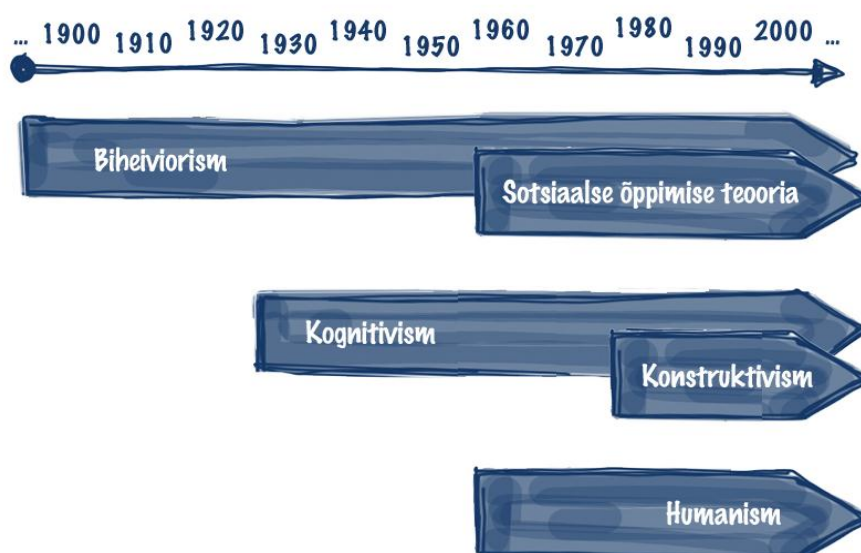 ... 1900 1910 1920 1930 1940 1950 1960 1970 1980 1990 2000 ...
Biheiviorism
Sotsiaalse õppimise teooria
Kognitivism
Konstruktivism
Humanism